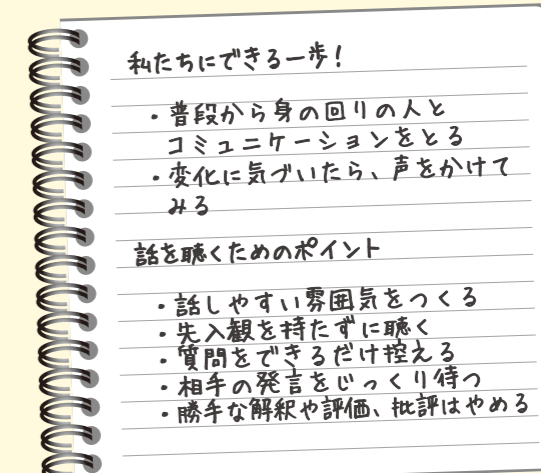 私たちにできる一歩！
・普段から身の回りの人と
コミュニケーションをとる
・変化に気づいたら、声をかけて
みる
話を聴くためのポイント
・話しやすい雰囲気をつくる
・先入観を持たずに聴く
・質問をできるだけ控える
・相手の発言をじっくり待つ
・勝手な解釈や評価、批評はやめる